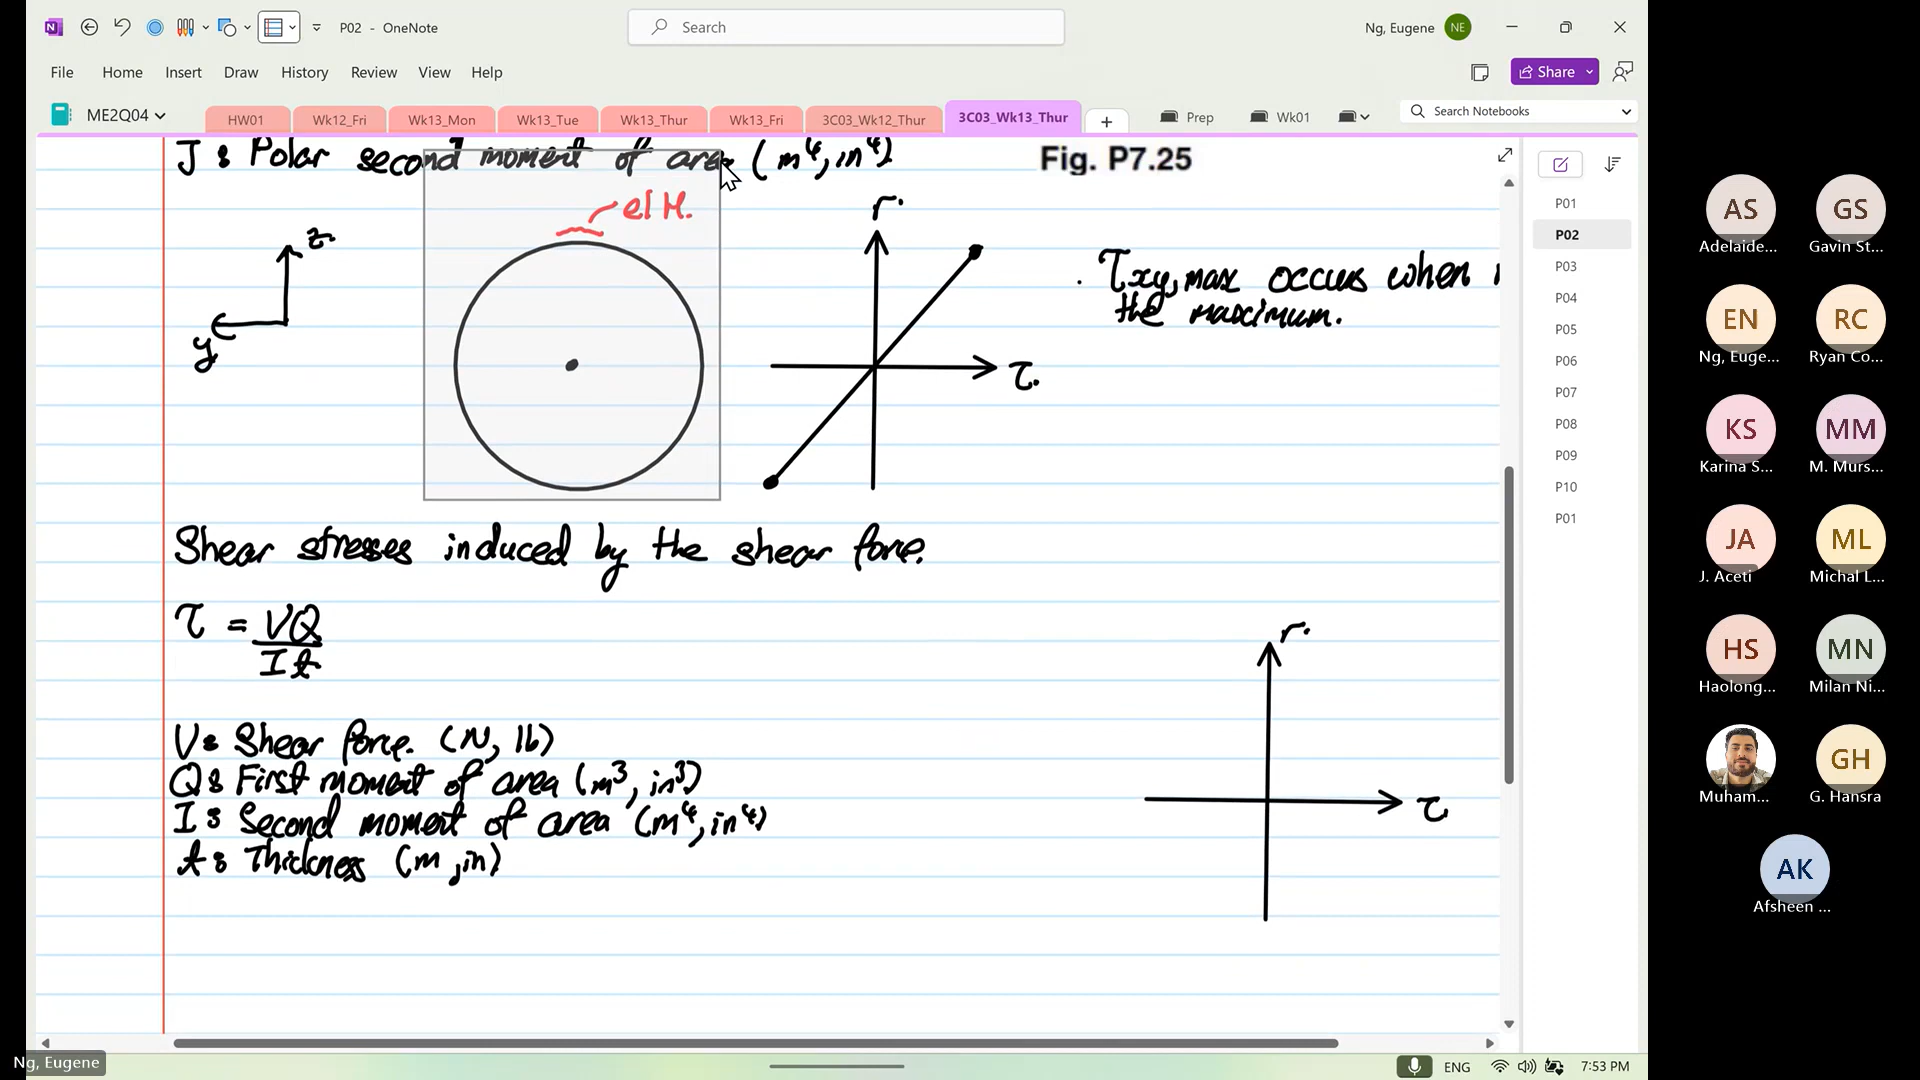 P02 - OneNote
Search
Ng, Eugene
NE
File
Home
Insert
Draw
History
Review
View
Help
Share
ME2Q04
HW01
Wk12_Fri
Wk13_Mon
Wk13_Tue
Wk13_Thur
Wk13_Fri
3C03_Wk12_Thur
3C03_Wk13_Thur
+
Prep
Wk01
Search Notebooks
J : Polar second moment of area (m⁴, in⁴)
Fig. P7.25
el H.
z
y
r.
τ.
τxy,max occurs when
the maximum.
Shear stresses induced by the shear force.
τ = VQ
It
V: Shear force. (N, lb)
Q: First moment of area (m³, in³)
I: Second moment of area (m⁴, in⁴)
t: Thickness (m, in)
r.
τ
P01
P02
P03
P04
P05
P06
P07
P08
P09
P10
P01
AS
Adelaide...
GS
Gavin St...
EN
Ng, Euge...
RC
Ryan Co...
KS
Karina S...
MM
M. Murs...
JA
J. Aceti
ML
Michal L...
HS
Haolong...
MN
Milan Ni...
Muham...
GH
G. Hansra
AK
Afsheen ...
Ng, Eugene
ENG
7:53 PM